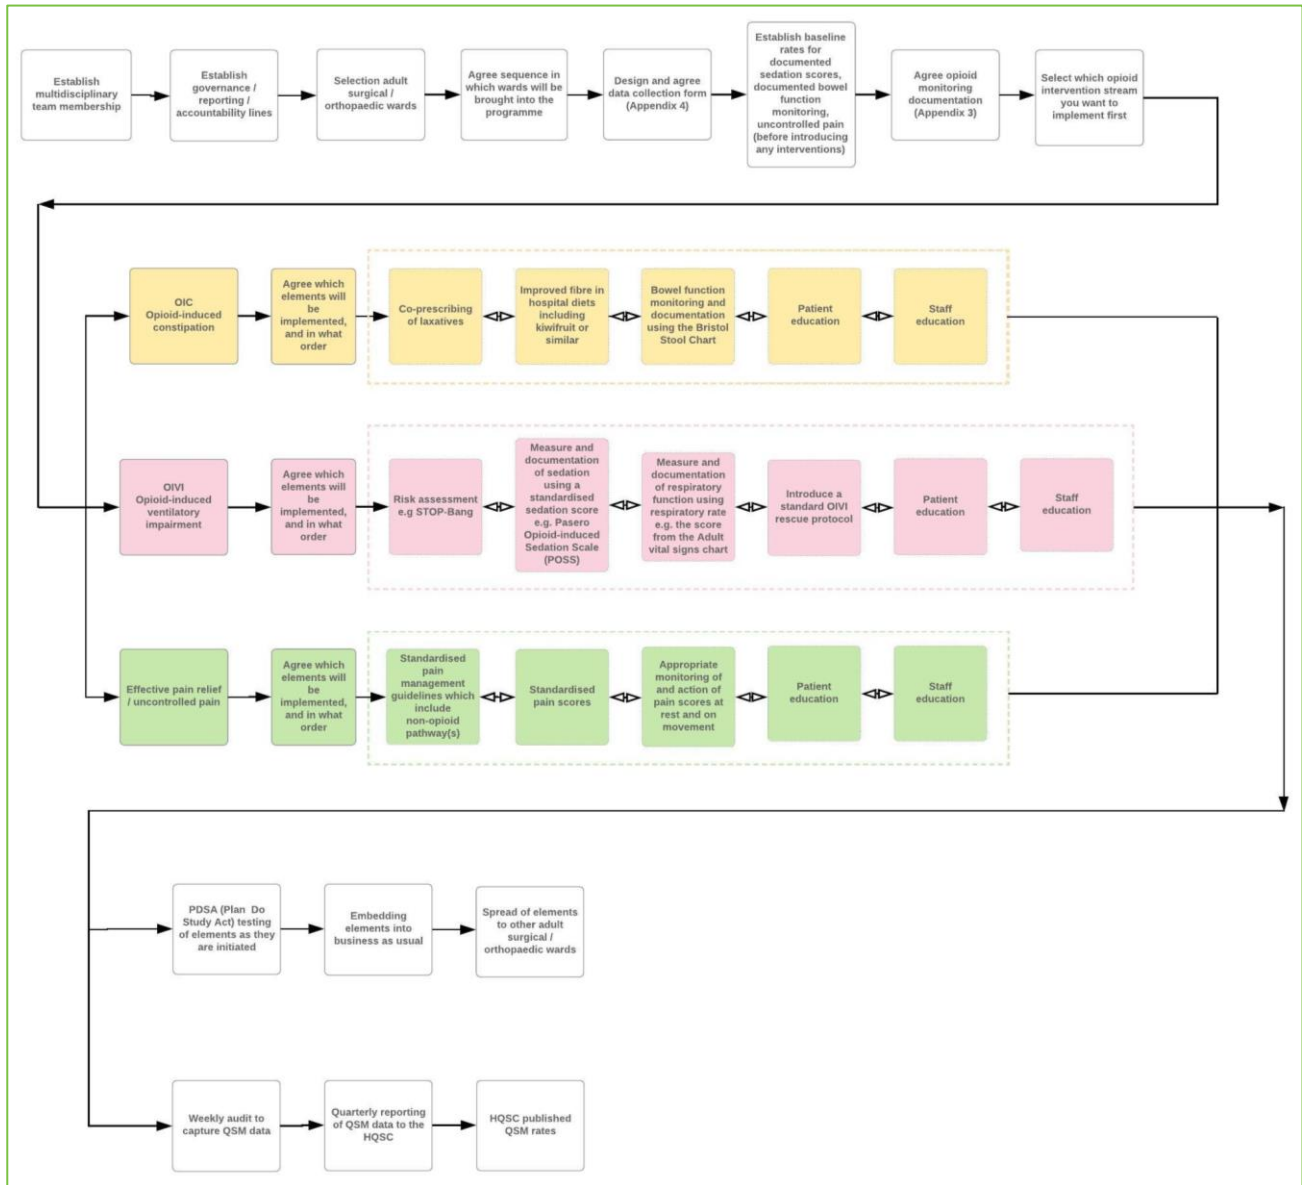 Establish
multidisciplinary
team membership
Establish
governance /
reporting /
accountability lines
Selection adult
surgical /
orthopaedic wards
Agree sequence in
which wards will be
brought into the
programme
Design and agree
data collection form
(Appendix 4)
Establish baseline
rates for
documented
sedation scores,
documented bowel
function
monitoring,
uncontrolled pain
(before introducing
any interventions)
Agree opioid
monitoring
documentation
(Appendix 3)
Select which opioid
intervention stream
you want to
implement first
OIC
Opioid-induced
constipation
Agree which
elements will
be
implemented,
and in what
order
Co-prescribing
of laxatives
Improved fibre in
hospital diets
including
kiwifruit or
similar
Bowel function
monitoring and
documentation
using the Bristol
Stool Chart
Patient
education
Staff
education
OIVI
Opioid-induced
ventilatory
impairment
Agree which
elements will
be
implemented,
and in what
order
Risk assessment
e.g STOP-Bang
Measure and
documentation
of sedation
using a
standardised
sedation score
e.g. Pasero
Opioid-induced
Sedation Scale
(POSS)
Measure and
documentation
of respiratory
function using
respiratory rate
e.g. the score
from the Adult
vital signs chart
Introduce a
standard OIVI
rescue protocol
Patient
education
Staff
education
Effective pain relief
/ uncontrolled pain
Agree which
elements will
be
implemented,
and in what
order
Standardised
pain
management
guidelines which
include
non-opioid
pathway(s)
Standardised
pain scores
Appropriate
monitoring of
and action of
pain scores at
rest and on
movement
Patient
education
Staff
education
PDSA (Plan Do
Study Act) testing
of elements as they
are initiated
Embedding
elements into
business as usual
Spread of elements
to other adult
surgical /
orthopaedic wards
Weekly audit to
capture QSM data
Quarterly reporting
of QSM data to the
HQSC
HQSC published
QSM rates